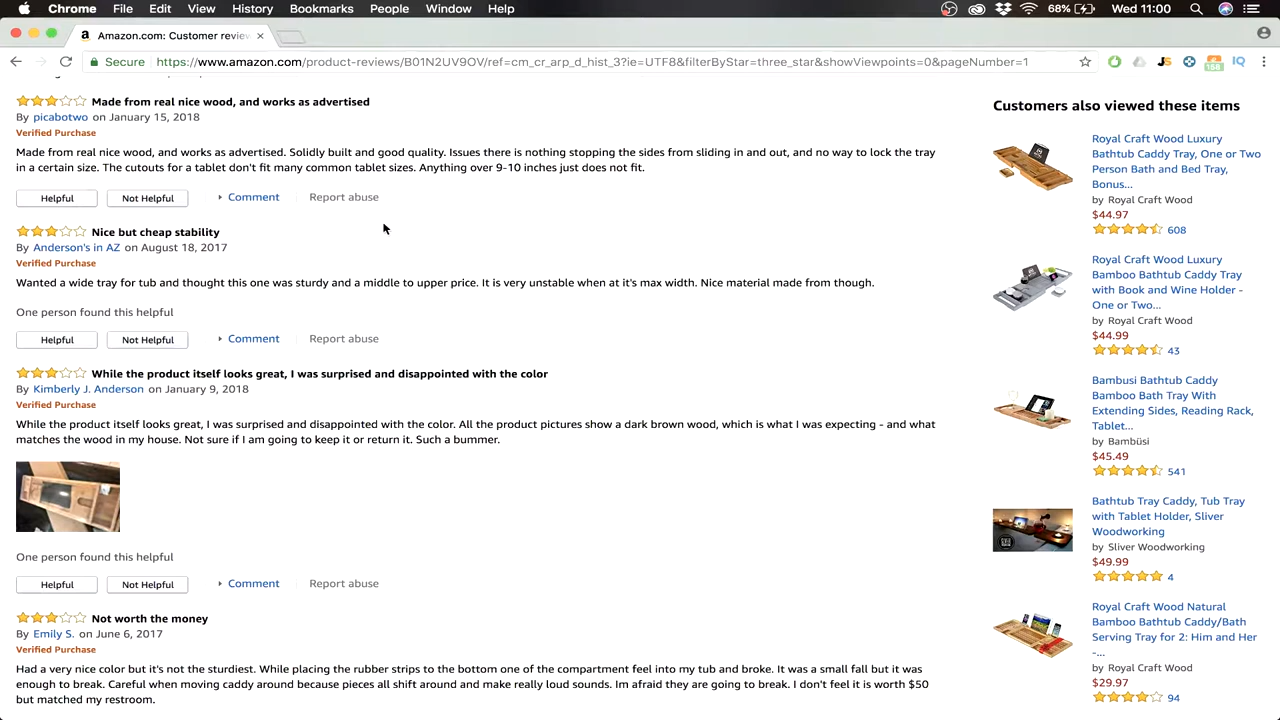 Chrome File Edit View History Bookmarks People Window Help 68% Wed 11:00
Amazon.com: Customer review
Secure https://www.amazon.com/product-reviews/B01N2UV9OV/ref=cm_cr_arp_d_hist_3?ie=UTF8&filterByStar=three_star&showViewpoints=0&pageNumber=1 JS 158 IQ
Made from real nice wood, and works as advertised
By picabotwo on January 15, 2018
Verified Purchase
Made from real nice wood, and works as advertised. Solidly built and good quality. Issues there is nothing stopping the sides from sliding in and out, and no way to lock the tray
in a certain size. The cutouts for a tablet don't fit many common tablet sizes. Anything over 9-10 inches just does not fit.
Helpful Not Helpful Comment Report abuse
Nice but cheap stability
By Anderson's in AZ on August 18, 2017
Verified Purchase
Wanted a wide tray for tub and thought this one was sturdy and a middle to upper price. It is very unstable when at it's max width. Nice material made from though.
One person found this helpful
Helpful Not Helpful Comment Report abuse
While the product itself looks great, I was surprised and disappointed with the color
By Kimberly J. Anderson on January 9, 2018
Verified Purchase
While the product itself looks great, I was surprised and disappointed with the color. All the product pictures show a dark brown wood, which is what I was expecting - and what
matches the wood in my house. Not sure if I am going to keep it or return it. Such a bummer.
One person found this helpful
Helpful Not Helpful Comment Report abuse
Not worth the money
By Emily S. on June 6, 2017
Verified Purchase
Had a very nice color but it's not the sturdiest. While placing the rubber strips to the bottom one of the compartment feel into my tub and broke. It was a small fall but it was
enough to break. Careful when moving caddy around because pieces all shift around and make really loud sounds. Im afraid they are going to break. I don't feel it is worth $50
but matched my restroom.
Customers also viewed these items
Royal Craft Wood Luxury
Bathtub Caddy Tray, One or Two
Person Bath and Bed Tray,
Bonus...
by Royal Craft Wood
$44.97
608
Royal Craft Wood Luxury
Bamboo Bathtub Caddy Tray
with Book and Wine Holder -
One or Two...
by Royal Craft Wood
$44.99
43
Bambusi Bathtub Caddy
Bamboo Bath Tray With
Extending Sides, Reading Rack,
Tablet...
by Bambüsi
$45.49
541
Bathtub Tray Caddy, Tub Tray
with Tablet Holder, Sliver
Woodworking
by Sliver Woodworking
$49.99
4
Royal Craft Wood Natural
Bamboo Bathtub Caddy/Bath
Serving Tray for 2: Him and Her
-...
by Royal Craft Wood
$29.97
94